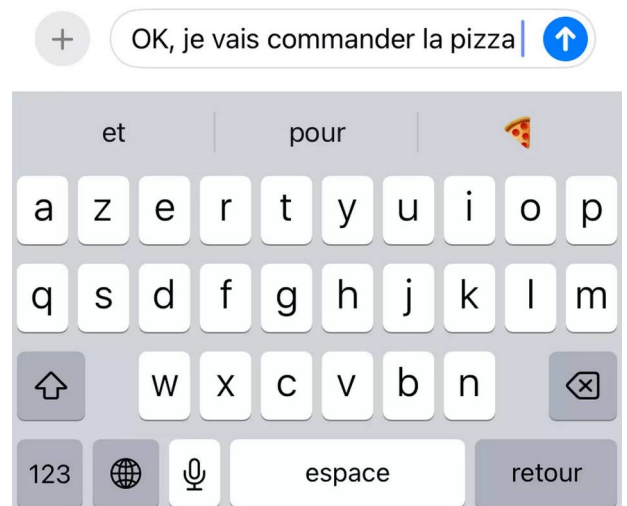 OK, je vais commander la pizza
et pour 🍕
a z e r t y u i o p
q s d f g h j k l m
w x c v b n
123 espace retour